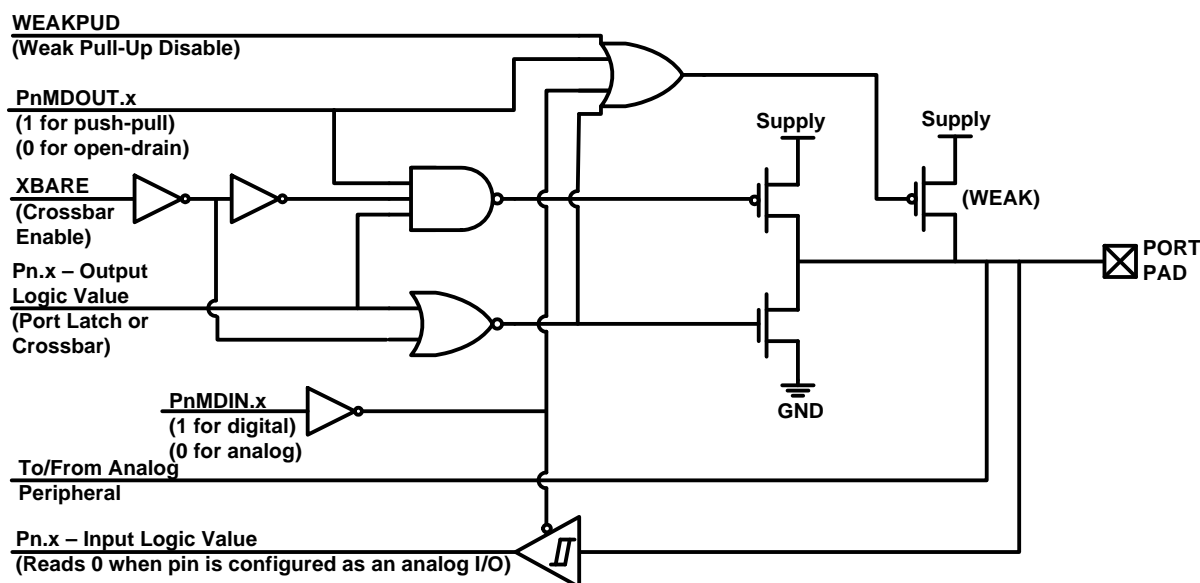 WEAKPUD
(Weak Pull-Up Disable)
PnMDOUT.x
(1 for push-pull)
(0 for open-drain)
XBARE
(Crossbar
Enable)
Pn.x – Output
Logic Value
(Port Latch or
Crossbar)
PnMDIN.x
(1 for digital)
(0 for analog)
To/From Analog
Peripheral
Pn.x – Input Logic Value
(Reads 0 when pin is configured as an analog I/O)
Supply
Supply
(WEAK)
GND
PORT
PAD